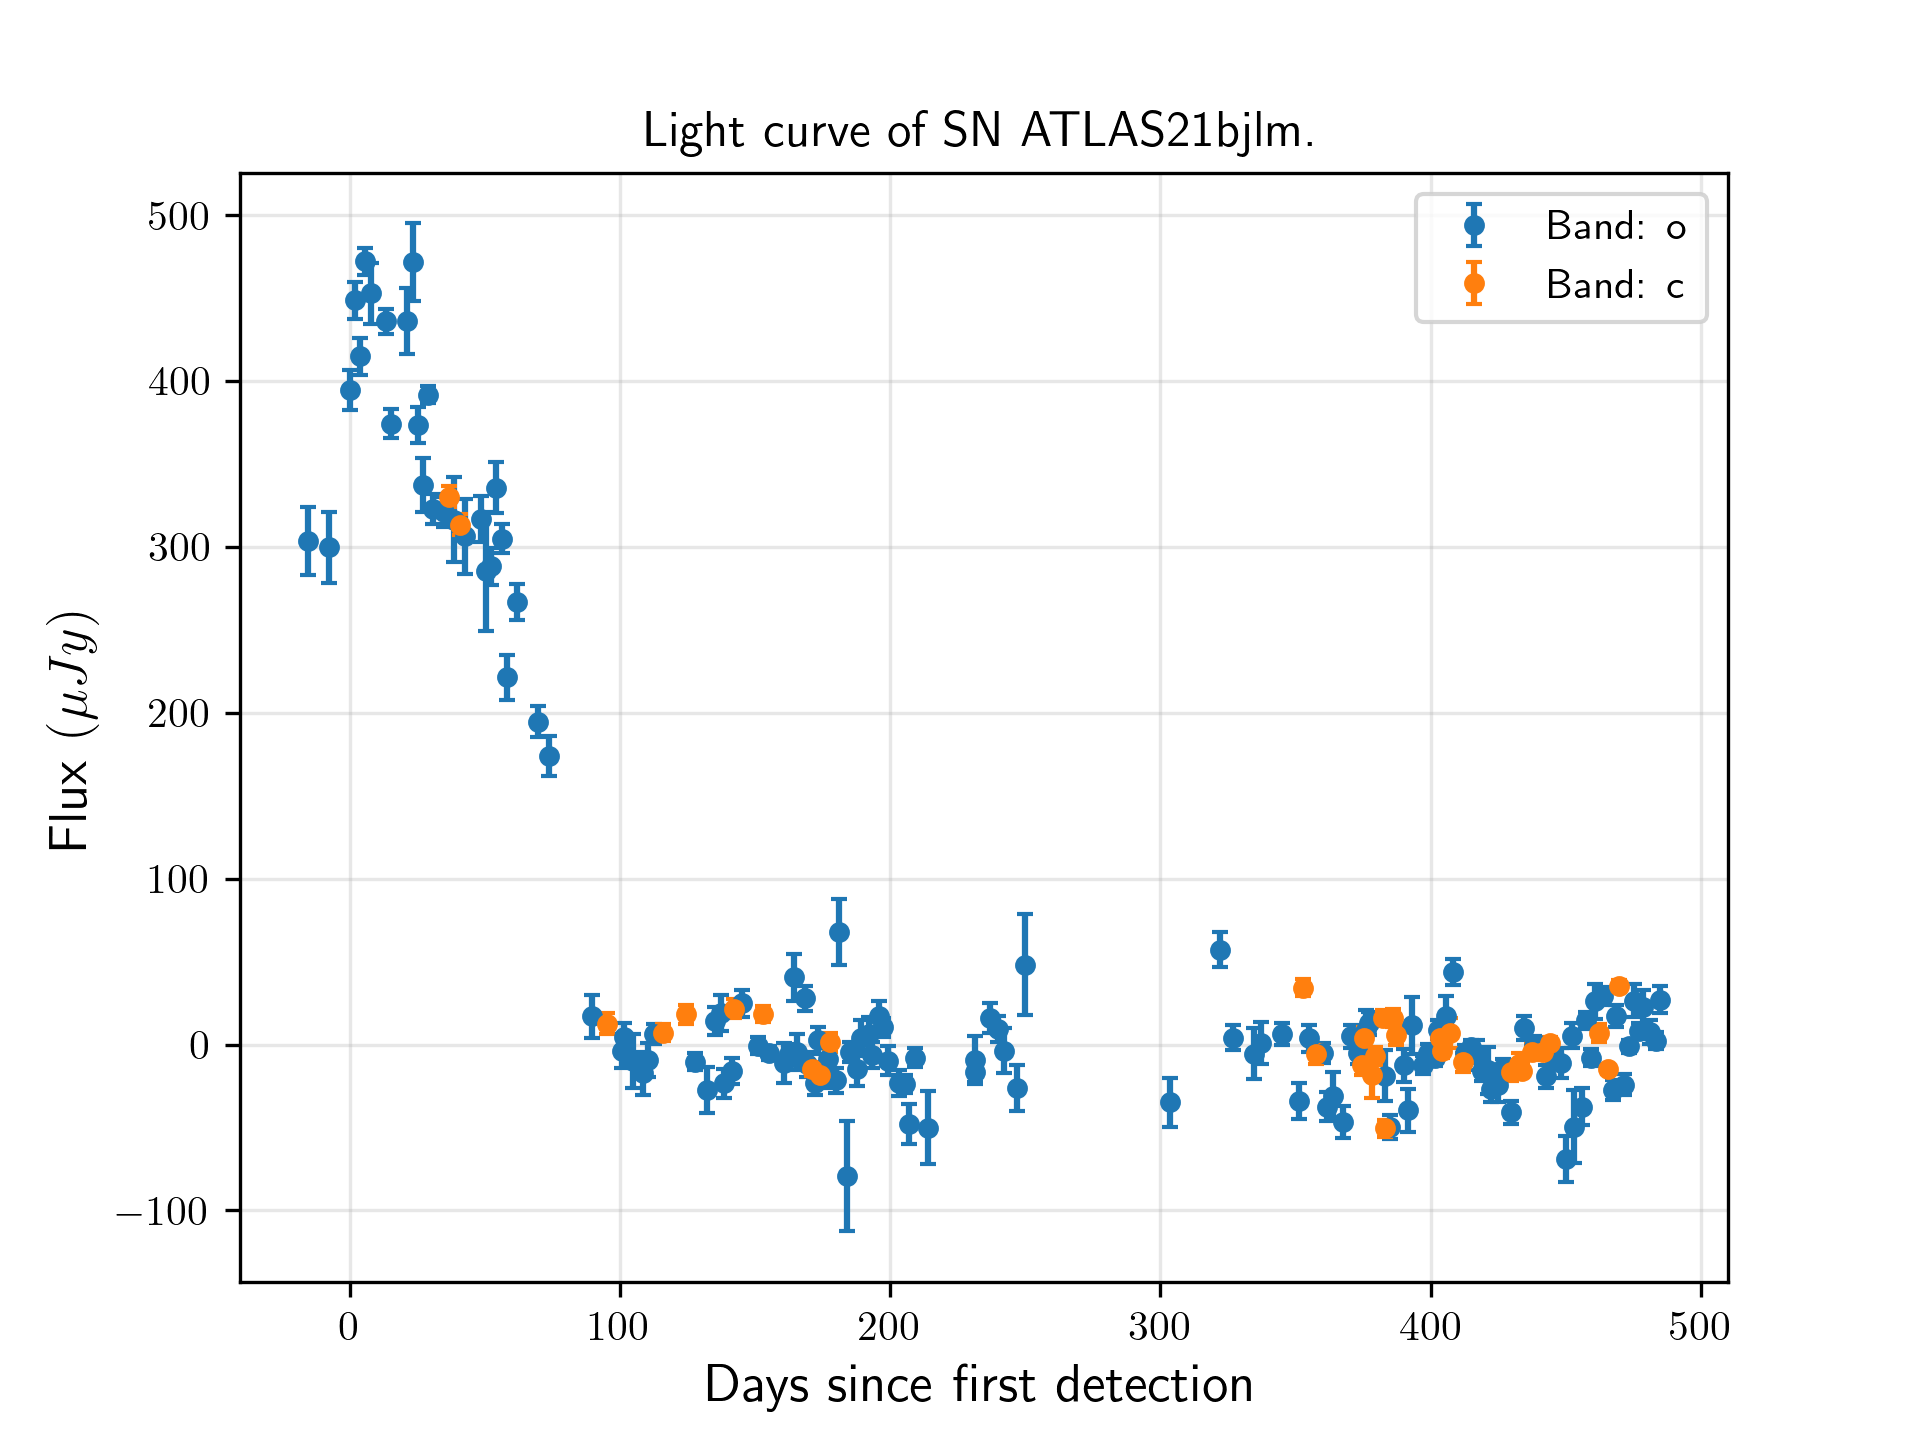 Light curve of SN ATLAS21bjlm.
500
400
300
200
100
0
−100
Flux (μJy)
Band: o
Band: c
0 100 200 300 400 500
Days since first detection